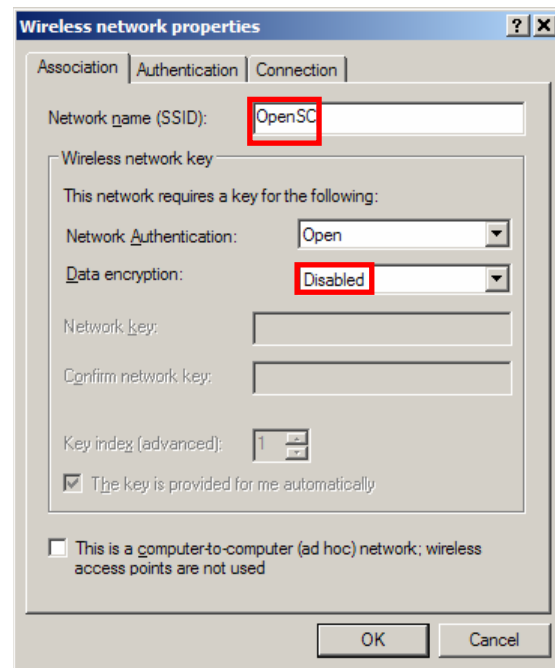 Wireless network properties ? X
Association Authentication Connection
Network name (SSID): OpenSC
Wireless network key
This network requires a key for the following:
Network Authentication: Open
Data encryption: Disabled
Network key:
Confirm network key:
Key index (advanced): 1
The key is provided for me automatically
This is a computer-to-computer (ad hoc) network; wireless
access points are not used
OK Cancel